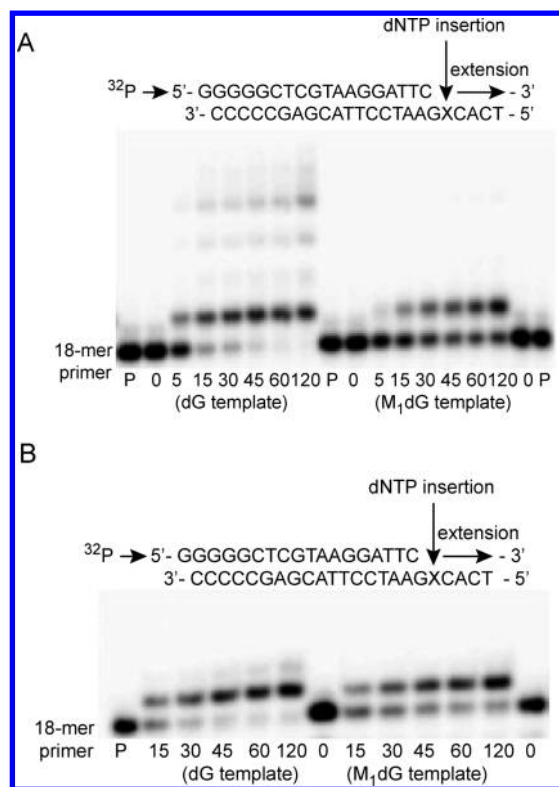 A
dNTP insertion
extension
32P 5’- GGGGGCTCGTAAGGATTC - 3’
3’- CCCCCGAGCATTCCTAAGXCACT - 5’
18-mer
primer
P 0 5 15 30 45 60 120 P 0 5 15 30 45 60 120 0 P
(dG template) (M1dG template)
B
dNTP insertion
extension
32P 5’- GGGGGCTCGTAAGGATTC - 3’
3’- CCCCCGAGCATTCCTAAGXCACT - 5’
18-mer
primer
P 15 30 45 60 120 0 15 30 45 60 120 0
(dG template) (M1dG template)